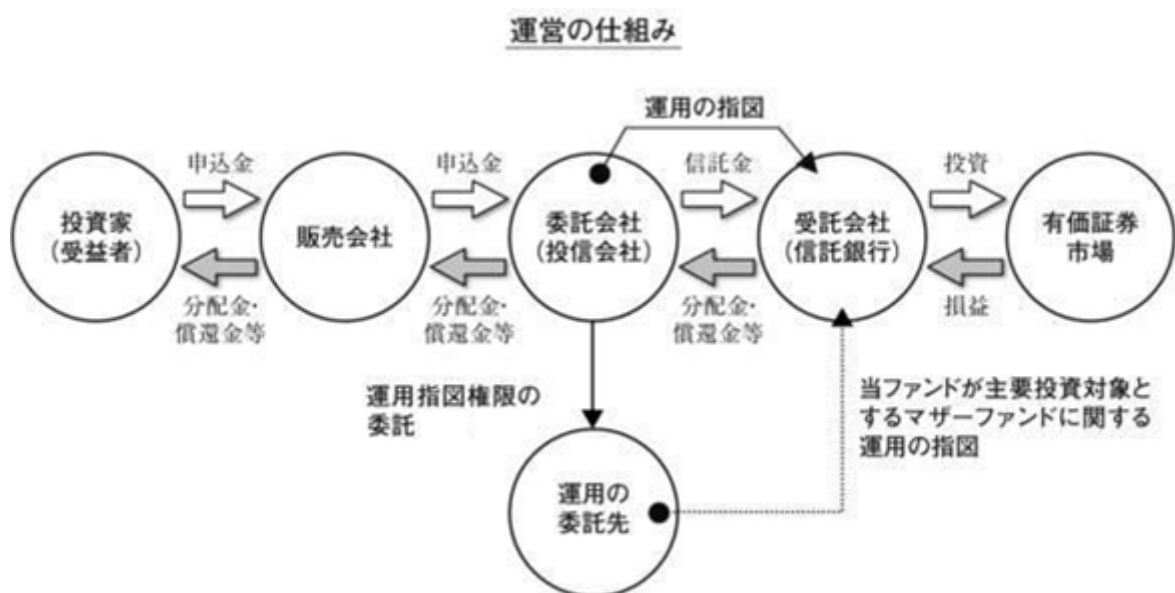 運営の仕組み
運用の指図
申込金
申込金
信託金
投資
投資家
(受益者)
販売会社
委託会社
(投信会社)
受託会社
(信託銀行)
有価証券
市場
分配金・
償還金等
分配金・
償還金等
分配金・
償還金等
損益
運用指図権限の
委託
当ファンドが主要投資対象と
するマザーファンドに関する
運用の指図
運用の
委託先